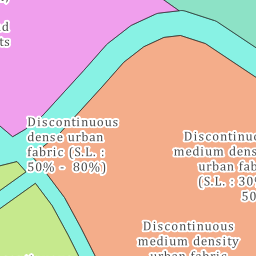 d
ts
Discontinuous
dense urban
fabric (S.L. :
50% - 80%)
Discontinuo
medium dens
urban fab
(S.L. : 30%
50
Discontinuous
medium density
urban fabric